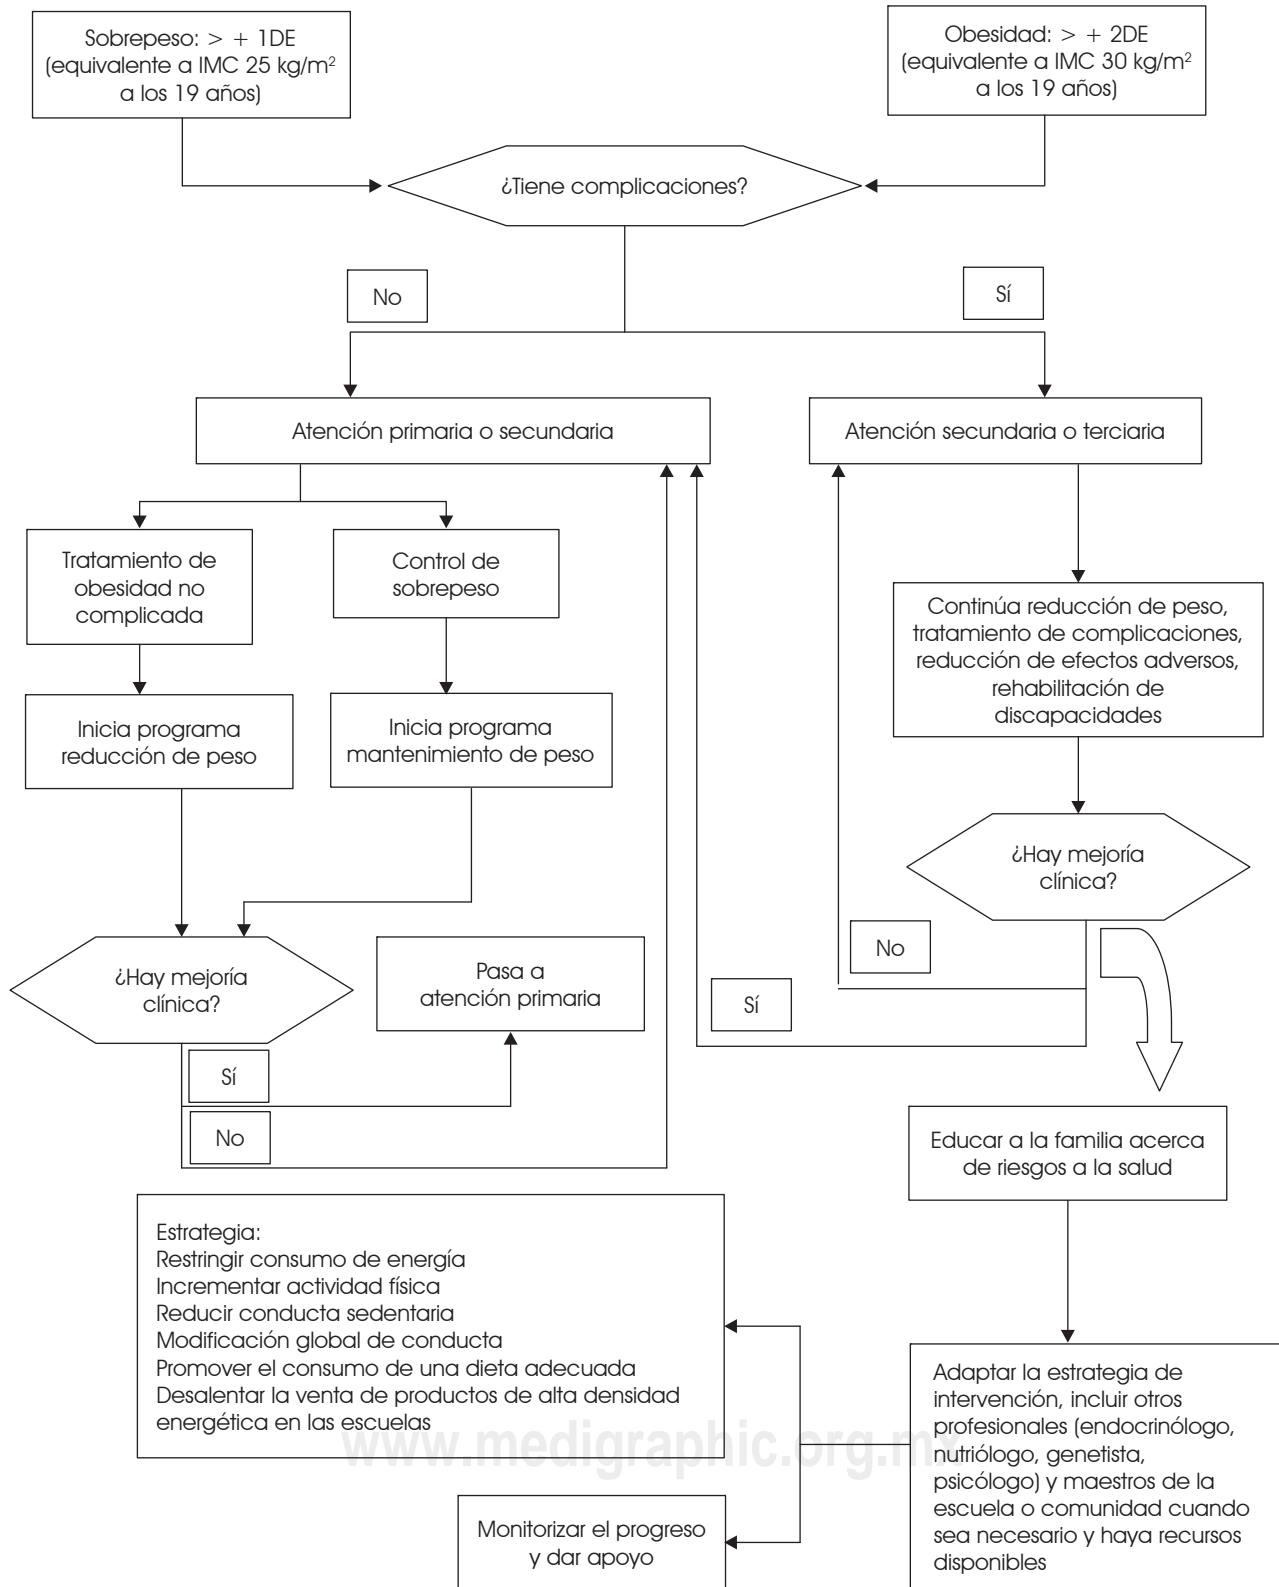 Sobrepeso: > + 1DE
(equivalente a IMC 25 kg/m²
a los 19 años)
Obesidad: > + 2DE
(equivalente a IMC 30 kg/m²
a los 19 años)
¿Tiene complicaciones?
No
Sí
Atención primaria o secundaria
Atención secundaria o terciaria
Tratamiento de
obesidad no
complicada
Control de
sobrepeso
Continúa reducción de peso,
tratamiento de complicaciones,
reducción de efectos adversos,
rehabilitación de
discapacidades
Inicia programa
reducción de peso
Inicia programa
mantenimiento de peso
¿Hay mejoría
clínica?
No
Sí
¿Hay mejoría
clínica?
Pasa a
atención primaria
Sí
No
Educar a la familia acerca
de riesgos a la salud
Estrategia:
Restringir consumo de energía
Incrementar actividad física
Reducir conducta sedentaria
Modificación global de conducta
Promover el consumo de una dieta adecuada
Desalentar la venta de productos de alta densidad
energética en las escuelas
Adaptar la estrategia de
intervención, incluir otros
profesionales (endocrinólogo,
nutriólogo, genetista,
psicólogo) y maestros de la
escuela o comunidad cuando
sea necesario y haya recursos
disponibles
www.medigraphic.org.mx
Monitorizar el progreso
y dar apoyo